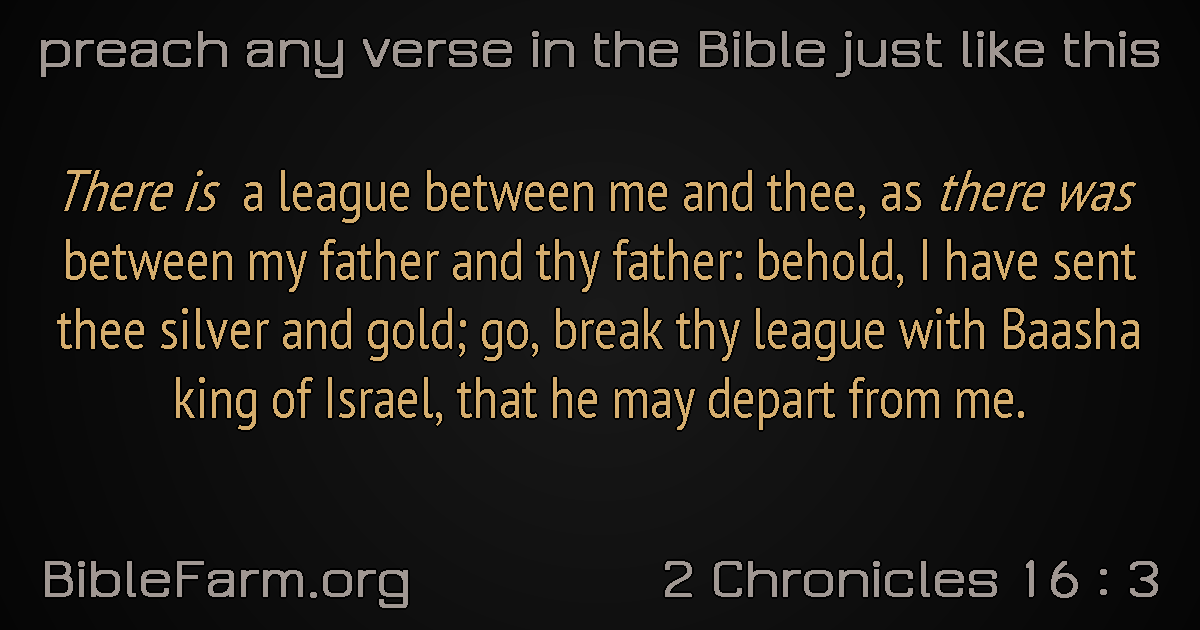 preach any verse in the Bible just like this
There is a league between me and thee, as there was
between my father and thy father: behold, I have sent
thee silver and gold; go, break thy league with Baasha
king of Israel, that he may depart from me.
BibleFarm.org
2 Chronicles 16 : 3